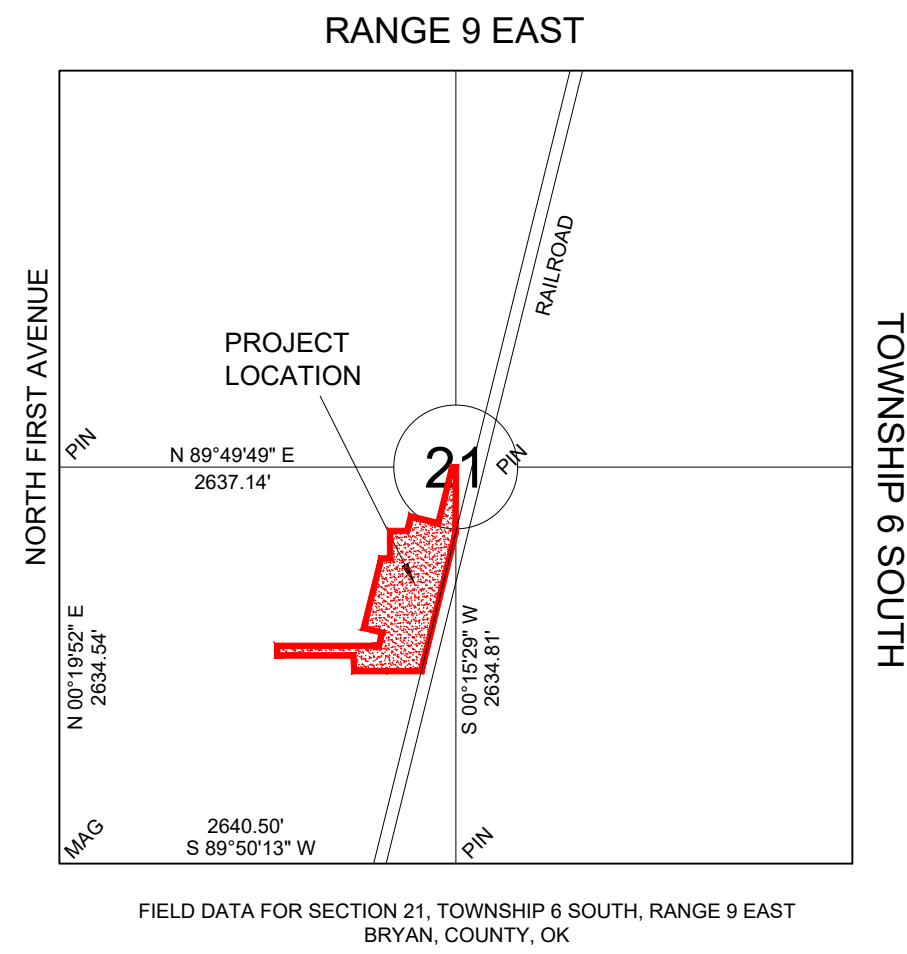 RANGE 9 EAST
NORTH FIRST AVENUE
TOWNSHIP 6 SOUTH
RAILROAD
PROJECT
LOCATION
PIN
N 89°49'49" E
2637.14'
21
PIN
N 00°19'52" E
2634.54'
S 00°15'29" W
2634.81'
MAG
2640.50'
S 89°50'13" W
PIN
FIELD DATA FOR SECTION 21, TOWNSHIP 6 SOUTH, RANGE 9 EAST
BRYAN, COUNTY, OK